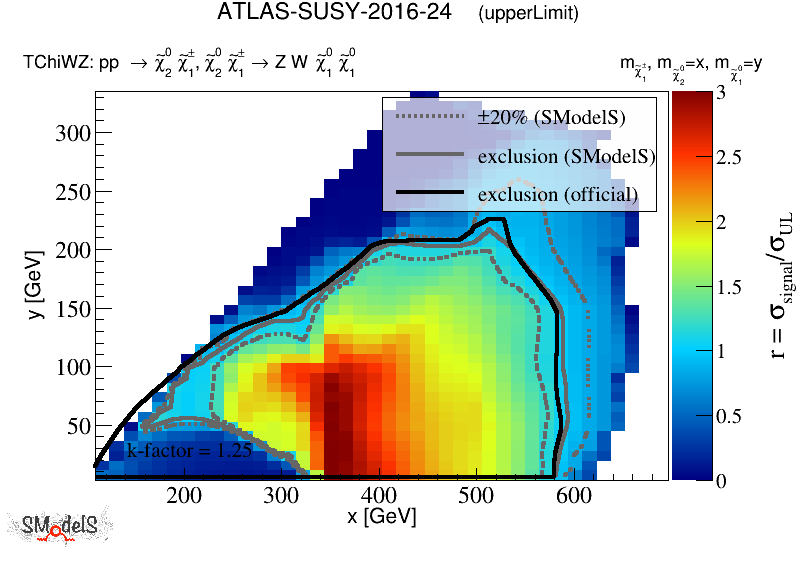 ATLAS-SUSY-2016-24 (upperLimit)
TChiWZ: pp → χ̃⁰₂ χ̃±₁, χ̃⁰₂ χ̃±₁ → Z W χ̃⁰₁ χ̃⁰₁
m_χ̃±₁, m_χ̃⁰₂=x, m_χ̃⁰₁=y
±20% (SModelS)
exclusion (SModelS)
exclusion (official)
300
250
200
150
100
50
y [GeV]
k-factor = 1.25
200 300 400 500 600
x [GeV]
3
2.5
2
1.5
1
0.5
0
r = σ_signal/σ_UL
SModelS